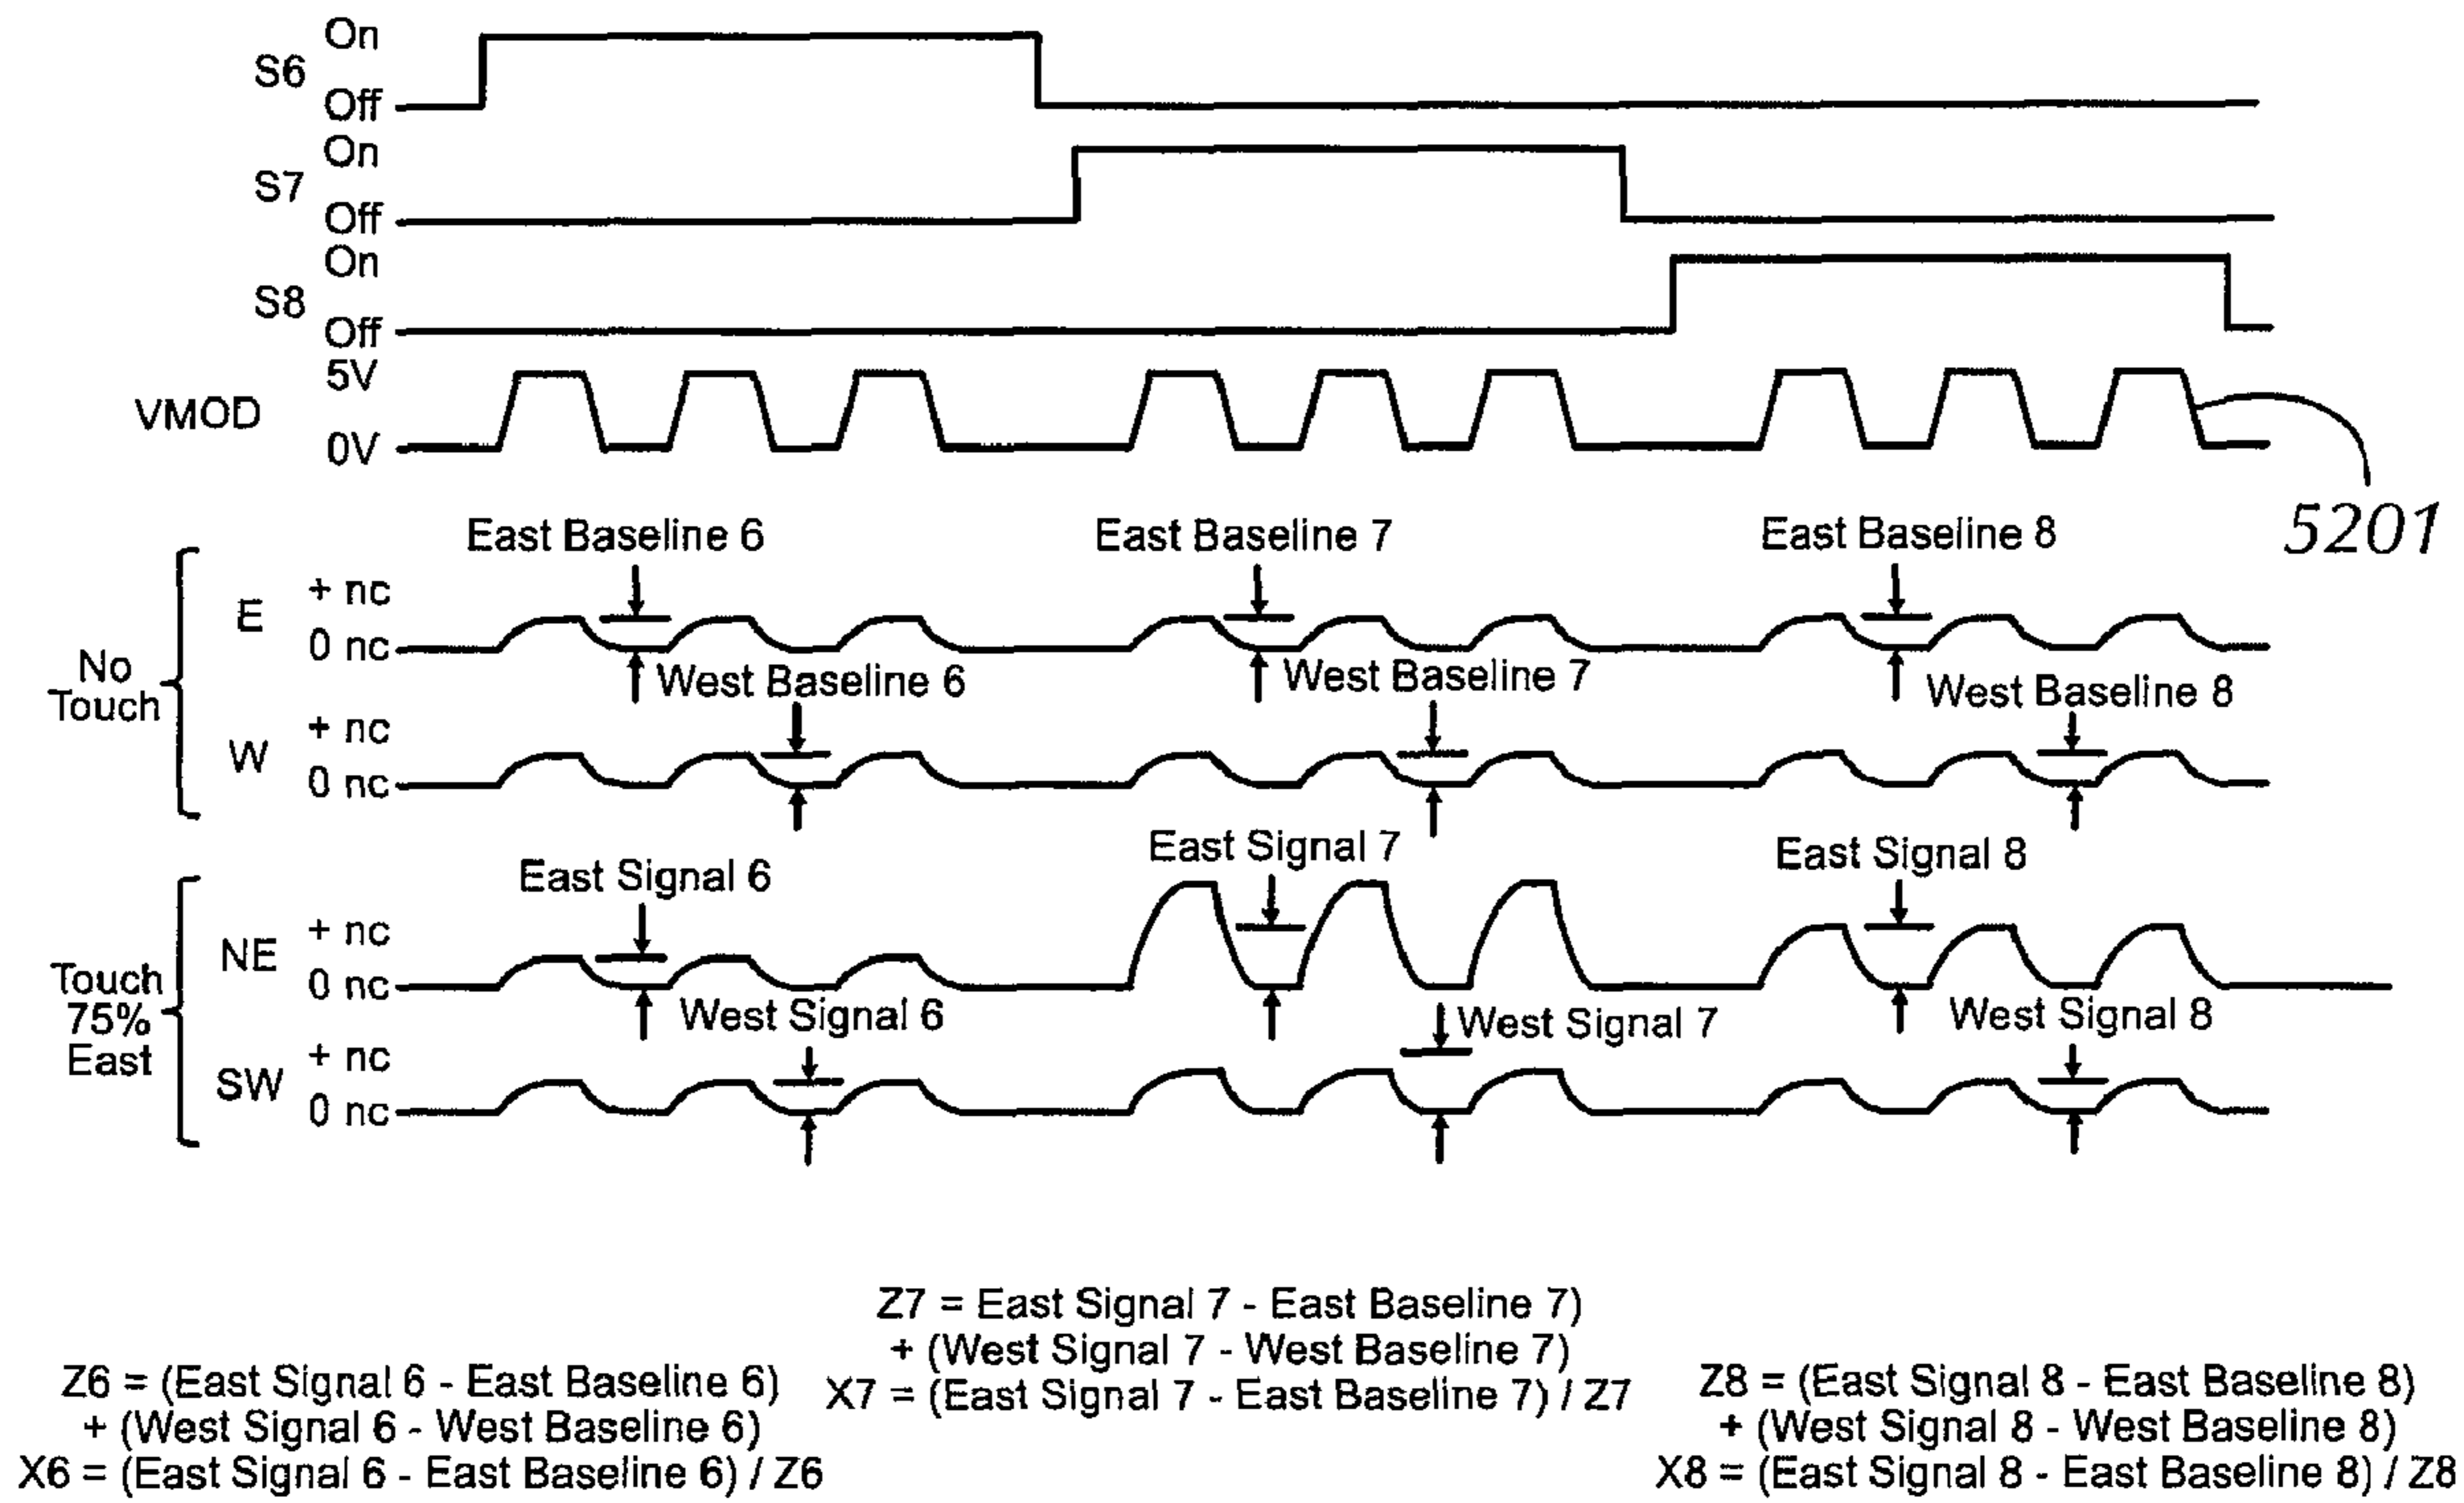 On
S6
Off
On
S7
Off
On
S8
Off
5V
VMOD
0V
5201
East Baseline 6
East Baseline 7
East Baseline 8
No
Touch
E
+ nc
0 nc
West Baseline 6
West Baseline 7
West Baseline 8
W
+ nc
0 nc
East Signal 6
East Signal 7
East Signal 8
Touch
75%
East
NE
+ nc
0 nc
West Signal 6
West Signal 7
West Signal 8
SW
+ nc
0 nc
Z6 = (East Signal 6 - East Baseline 6)
+ (West Signal 6 - West Baseline 6)
X6 = (East Signal 6 - East Baseline 6) / Z6
Z7 = East Signal 7 - East Baseline 7)
+ (West Signal 7 - West Baseline 7)
X7 = (East Signal 7 - East Baseline 7) / Z7
Z8 = (East Signal 8 - East Baseline 8)
+ (West Signal 8 - West Baseline 8)
X8 = (East Signal 8 - East Baseline 8) / Z8